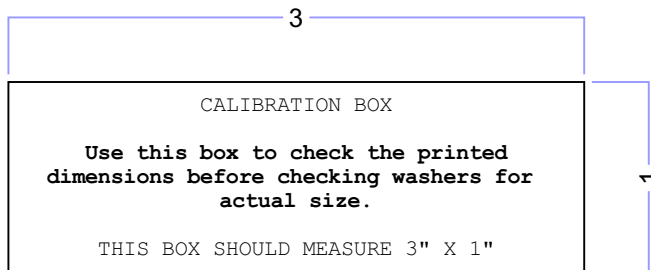 3
CALIBRATION BOX
Use this box to check the printed
dimensions before checking washers for
actual size.
1
THIS BOX SHOULD MEASURE 3" X 1"